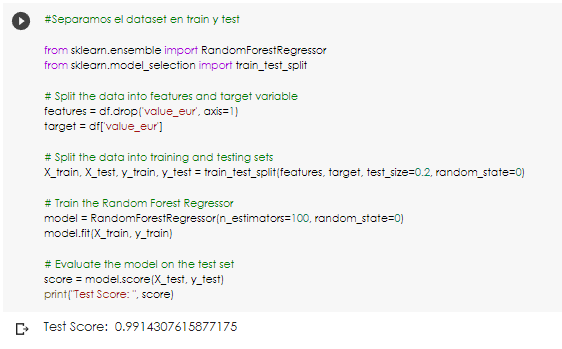 #Separamos el dataset en train y test
from sklearn.ensemble import RandomForestRegressor
from sklearn.model_selection import train_test_split
# Split the data into features and target variable
features = df.drop('value_eur', axis=1)
target = df['value_eur']
# Split the data into training and testing sets
X_train, X_test, y_train, y_test = train_test_split(features, target, test_size=0.2, random_state=0)
# Train the Random Forest Regressor
model = RandomForestRegressor(n_estimators=100, random_state=0)
model.fit(X_train, y_train)
# Evaluate the model on the test set
score = model.score(X_test, y_test)
print("Test Score: ", score)
Test Score:  0.9914307615877175